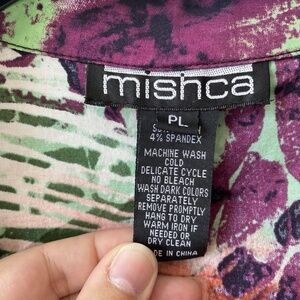 mishca
PL
4% SPANDEX
MACHINE WASH
COLD
DELICATE CYCLE
NO BLEACH
WASH DARK COLORS
SEPARATELY
REMOVE PROMPTLY
HANG TO DRY
WARM IRON IF
NEEDED OR
DRY CLEAN
MADE IN CHINA